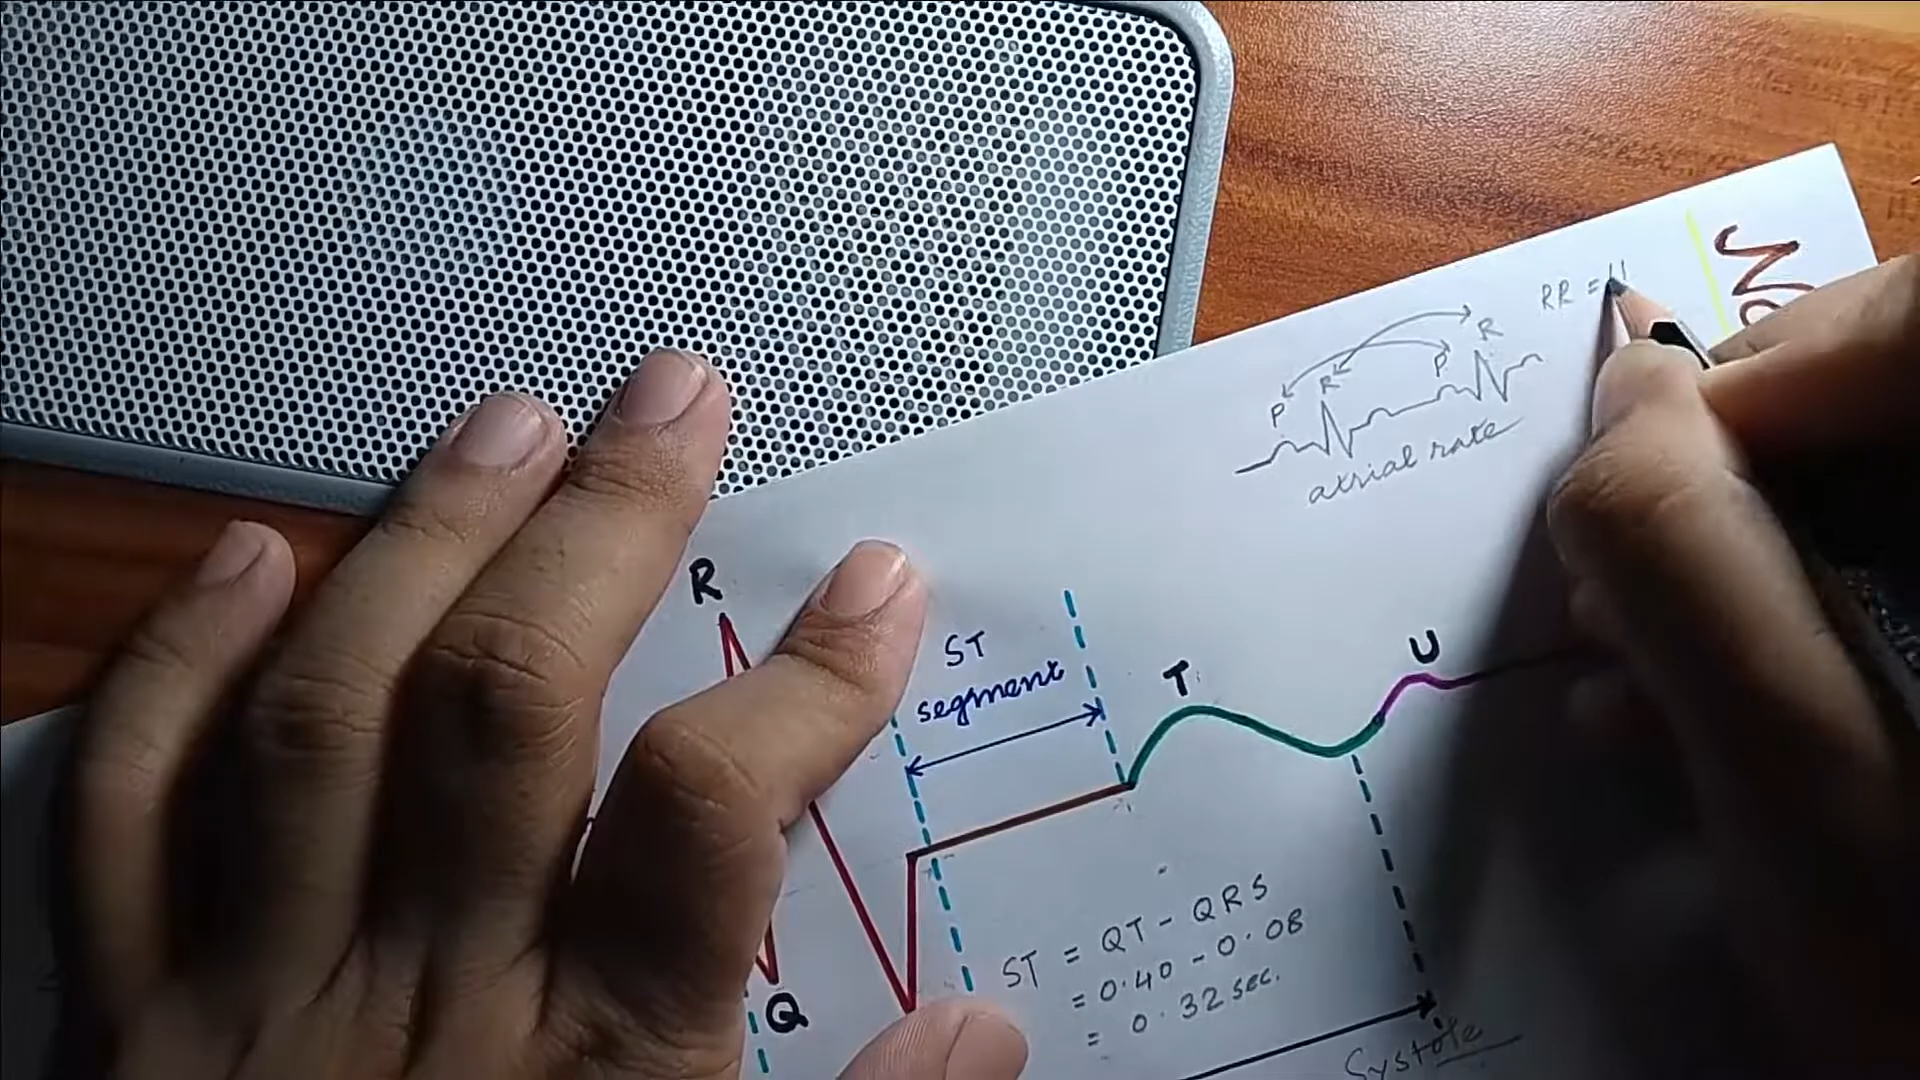 RR =
R
P
R
P
atrial rate
R
ST
segment
T
U
Q
ST = QT - QRS
= 0.40 - 0.08
= 0.32 sec.
Systole